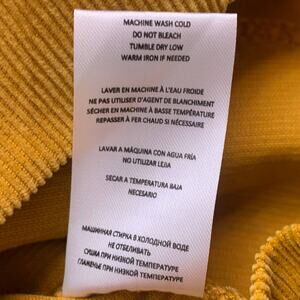 MACHINE WASH COLD
DO NOT BLEACH
TUMBLE DRY LOW
WARM IRON IF NEEDED
LAVER EN MACHINE À L'EAU FROIDE
NE PAS UTILISER D'AGENT DE BLANCHIMENT
SÉCHER EN MACHINE À BASSE TEMPÉRATURE
REPASSER À FER CHAUD SI NÉCESSAIRE
LAVAR A MÁQUINA CON AGUA FRÍA
NO UTILIZAR LEJIA
SECAR A TEMPERATURA BAJA
NECESARIO
МАШИННАЯ СТИРКА В ХОЛОДНОЙ ВОДЕ
НЕ ОТБЕЛИВАТЬ
СУШКА ПРИ НИЗКОЙ ТЕМПЕРАТУРЕ
ГЛАЖЕНЬЕ ПРИ НИЗКОЙ ТЕМПЕРАТУРЕ